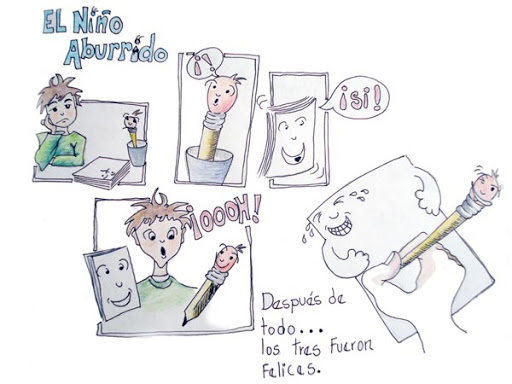 EL Niño
Aburrido
¡!
¡si!
¡OOOH!
Después de
todo...
los tres Fueron
Felices.